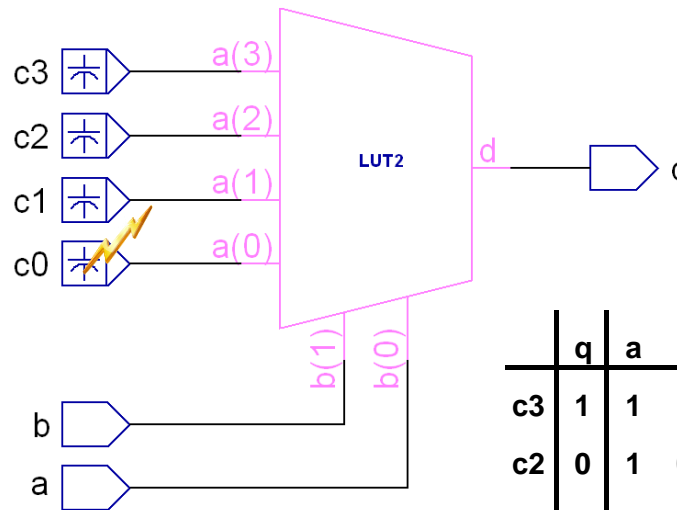 c3
a(3)
c2
a(2)
LUT2
d
c1
a(1)
c0
a(0)
b(1)
b(0)
b
a
q a
c3 1 1
c2 0 1